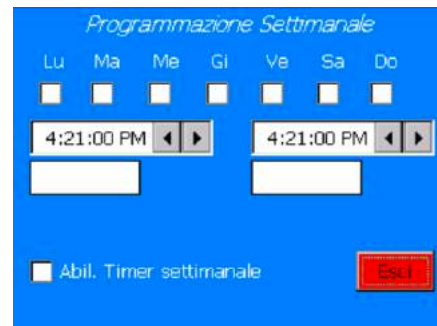 Programmazione Settimanale
Lu Ma Me Gi Ve Sa Do
4:21:00 PM 4:21:00 PM
Abil. Timer settimanale Esci